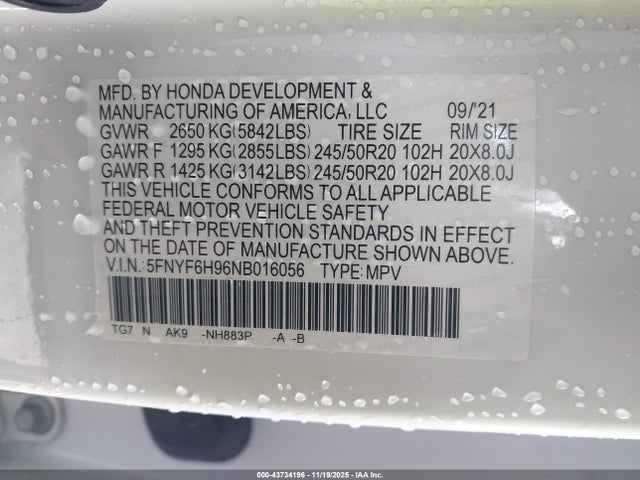 MFD. BY HONDA DEVELOPMENT &
MANUFACTURING OF AMERICA, LLC 09/'21
GVWR 2650 KG(5842LBS) TIRE SIZE RIM SIZE
GAWR F 1295 KG(2855LBS) 245/50R20 102H 20X8.0J
GAWR R 1425 KG(3142LBS) 245/50R20 102H 20X8.0J
THIS VEHICLE CONFORMS TO ALL APPLICABLE
FEDERAL MOTOR VEHICLE SAFETY
AND THEFT PREVENTION STANDARDS IN EFFECT
ON THE DATE OF MANUFACTURE SHOWN ABOVE.
V.I.N.: 5FNYF6H96NB016056 TYPE: MPV
TG7 N AK9 -NH883P -A -B
000-43734196 | 11/19/2025 | IAA Inc.